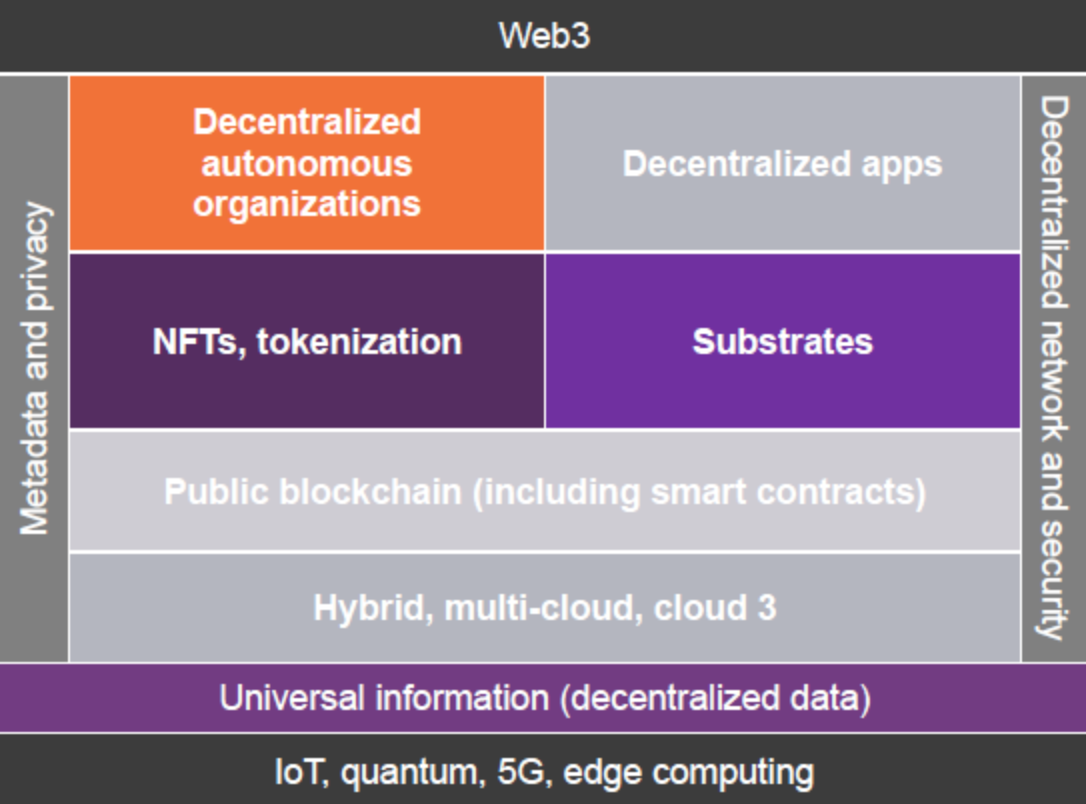 Web3
Metadata and privacy
Decentralized
autonomous
organizations
Decentralized apps
Decentralized network and security
NFTs, tokenization
Substrates
Public blockchain (including smart contracts)
Hybrid, multi-cloud, cloud 3
Universal information (decentralized data)
IoT, quantum, 5G, edge computing